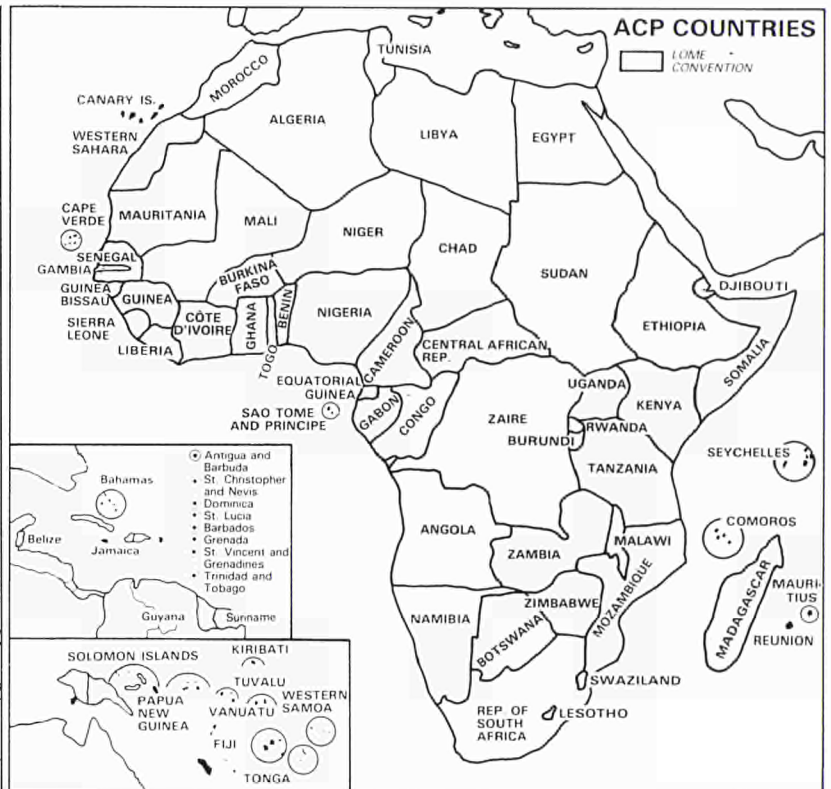 ACP COUNTRIES
LOME
CONVENTION
TUNISIA
MOROCCO
CANARY IS.
ALGERIA
LIBYA
EGYPT
WESTERN
SAHARA
CAPE
VERDE
MAURITANIA
MALI
NIGER
CHAD
SUDAN
SENEGAL
GAMBIA
GUINEA
BISSAU
GUINEA
BURKINA
FASO
DJIBOUTI
SIERRA
LEONE
CÔTE
D'IVOIRE
GHANA
TOGO
BENIN
NIGERIA
CAMEROON
ETHIOPIA
SOMALIA
LIBERIA
CENTRAL AFRICAN
REP.
EQUATORIAL
GUINEA
UGANDA
KENYA
SAO TOME
AND PRINCIPE
GABON
CONGO
ZAIRE
RWANDA
BURUNDI
TANZANIA
SEYCHELLES
COMOROS
ANGOLA
ZAMBIA
MALAWI
MOZAMBIQUE
MADAGASCAR
MAURI-
TIUS
REUNION
NAMIBIA
ZIMBABWE
BOTSWANA
SWAZILAND
REP. OF
SOUTH
AFRICA
LESOTHO
Bahamas
Belize
Jamaica
Guyana
Suriname
Antigua and
Barbuda
St. Christopher
and Nevis
Dominica
St. Lucia
Barbados
Grenada
St. Vincent and
Grenadines
Trinidad and
Tobago
SOLOMON ISLANDS
KIRIBATI
TUVALU
PAPUA
NEW
GUINEA
VANUATU
WESTERN
SAMOA
FIJI
TONGA